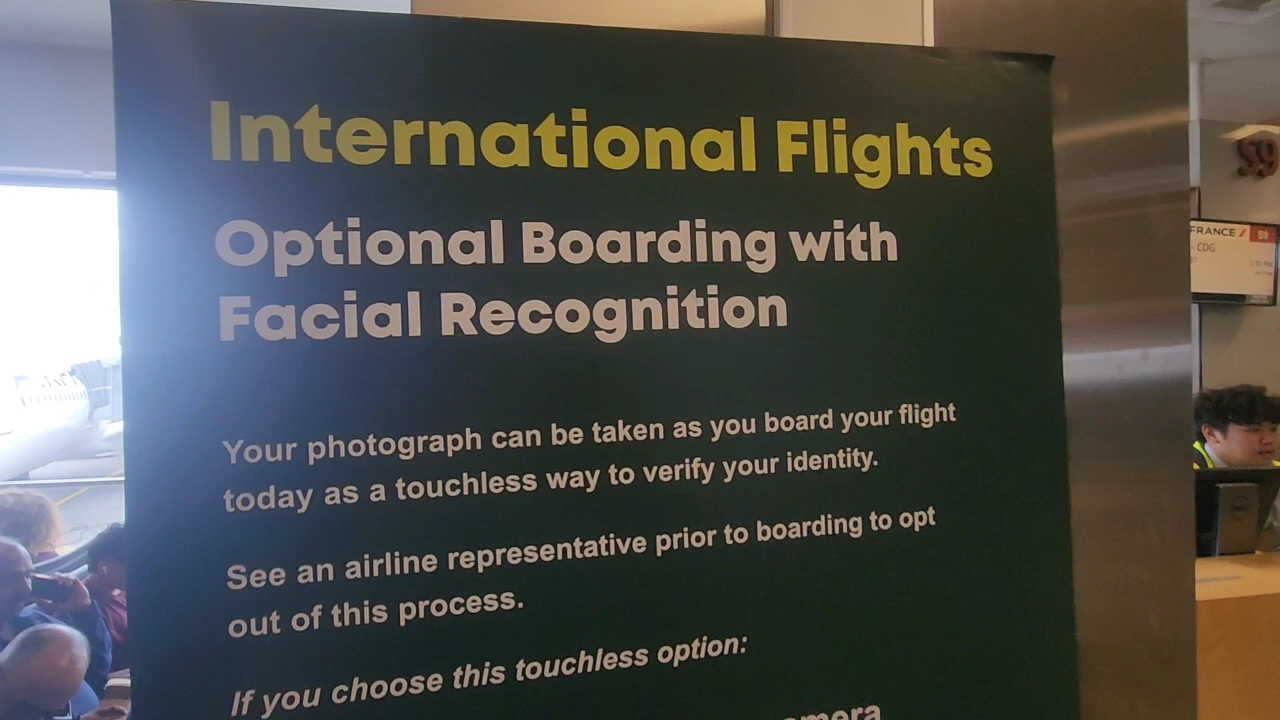 International Flights
Optional Boarding with
Facial Recognition
Your photograph can be taken as you board your flight
today as a touchless way to verify your identity.
See an airline representative prior to boarding to opt
out of this process.
If you choose this touchless option:
S9
FRANCE S9
- CDG